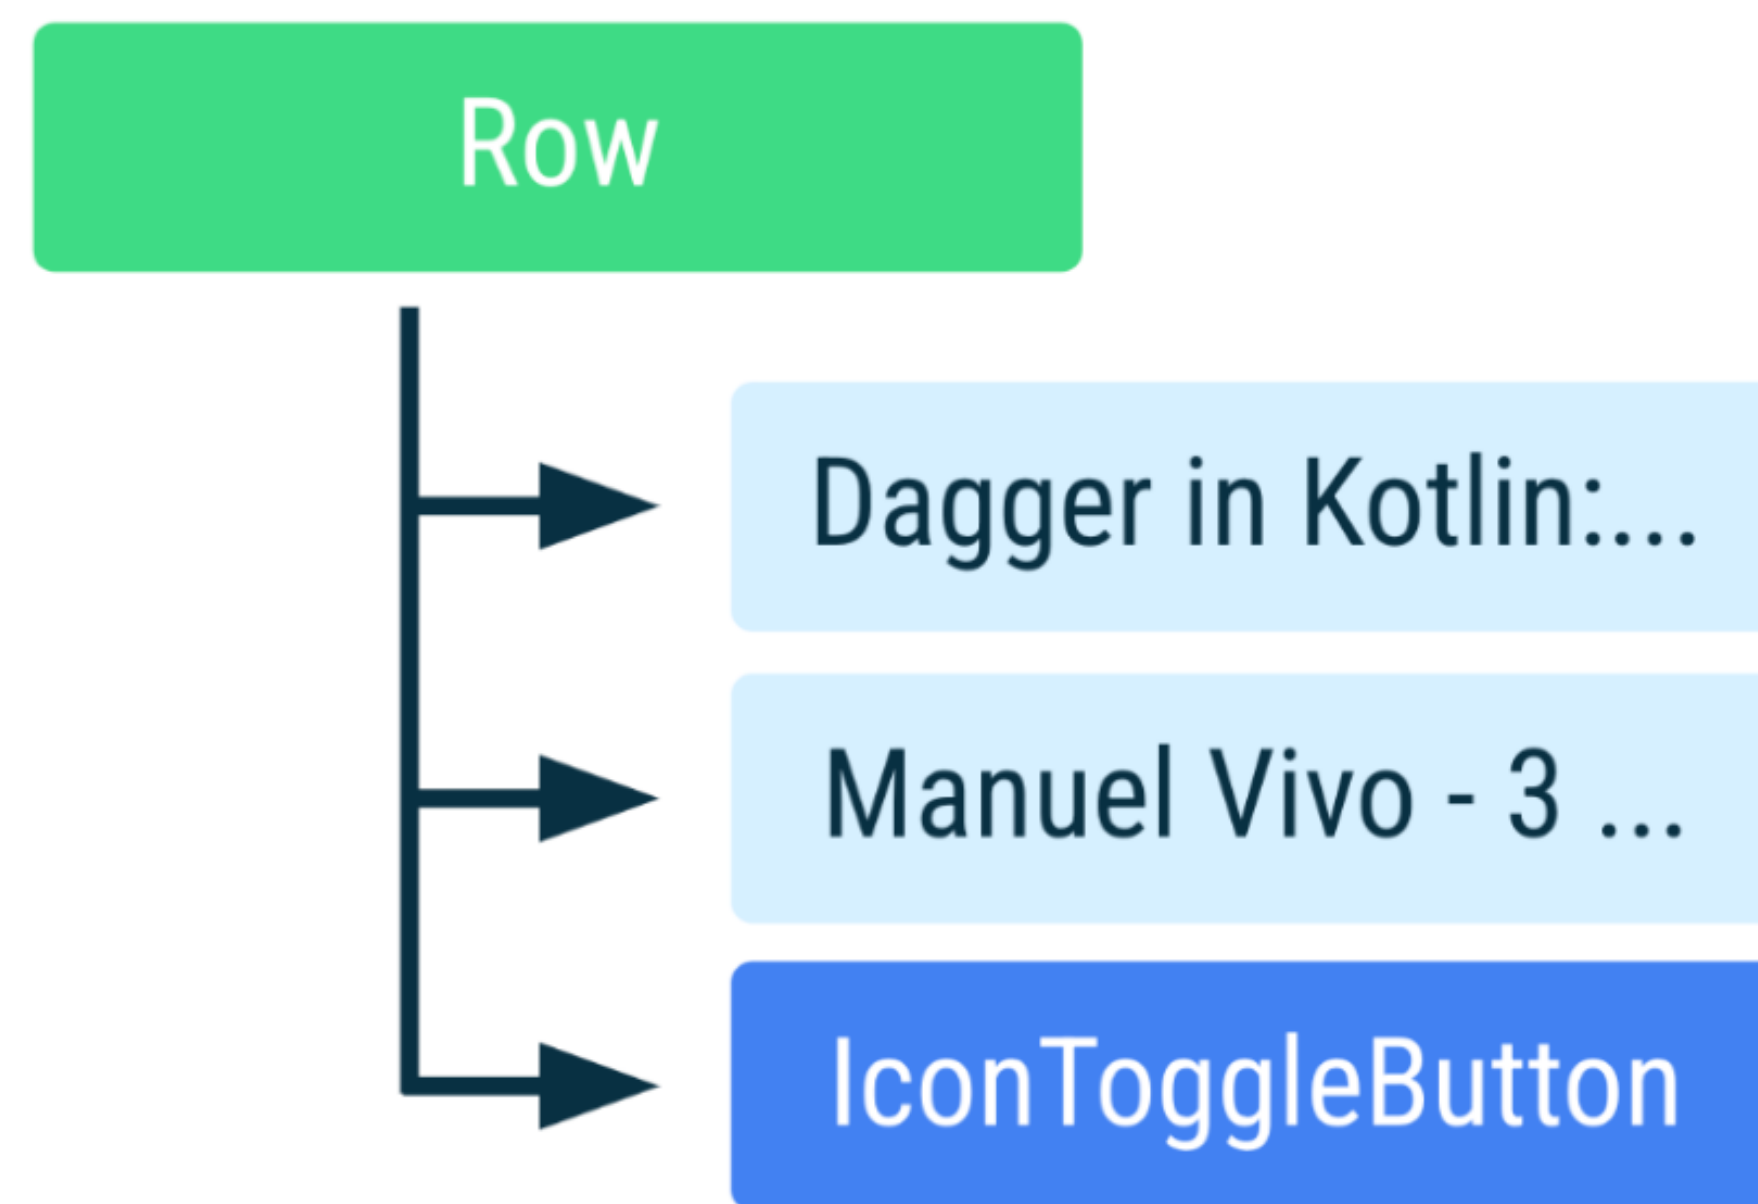 Row
Dagger in Kotlin:...
Manuel Vivo - 3 ...
IconToggleButton